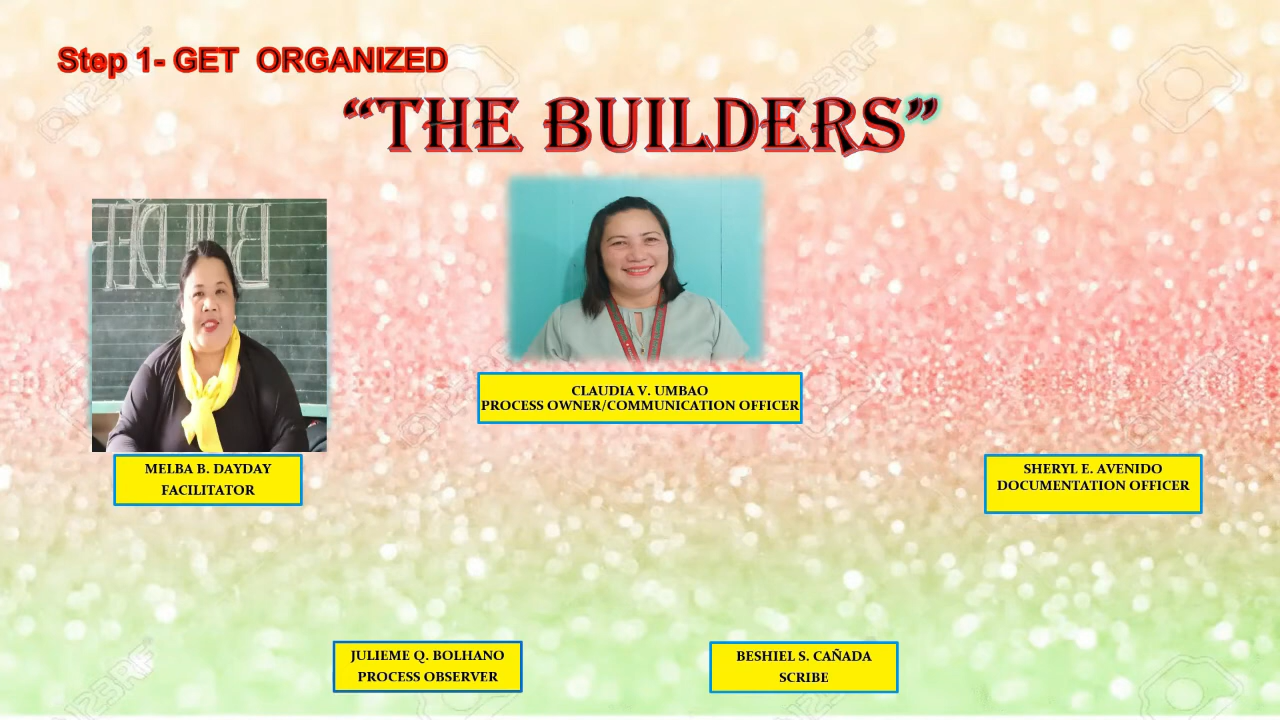 Step 1- GET ORGANIZED
“THE BUILDERS”
CLAUDIA V. UMBAO
PROCESS OWNER/COMMUNICATION OFFICER
MELBA B. DAYDAY
FACILITATOR
SHERYL E. AVENIDO
DOCUMENTATION OFFICER
JULIEME Q. BOLHANO
PROCESS OBSERVER
BESHIEL S. CAÑADA
SCRIBE
123RF